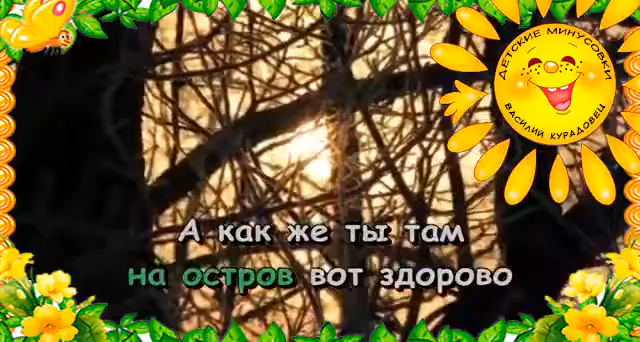 ДЕТСКИЕ МИНУСОВКИ
ВАСИЛИЙ КУРАДОВЕЦ
А как же ты там
на остров вот здорово